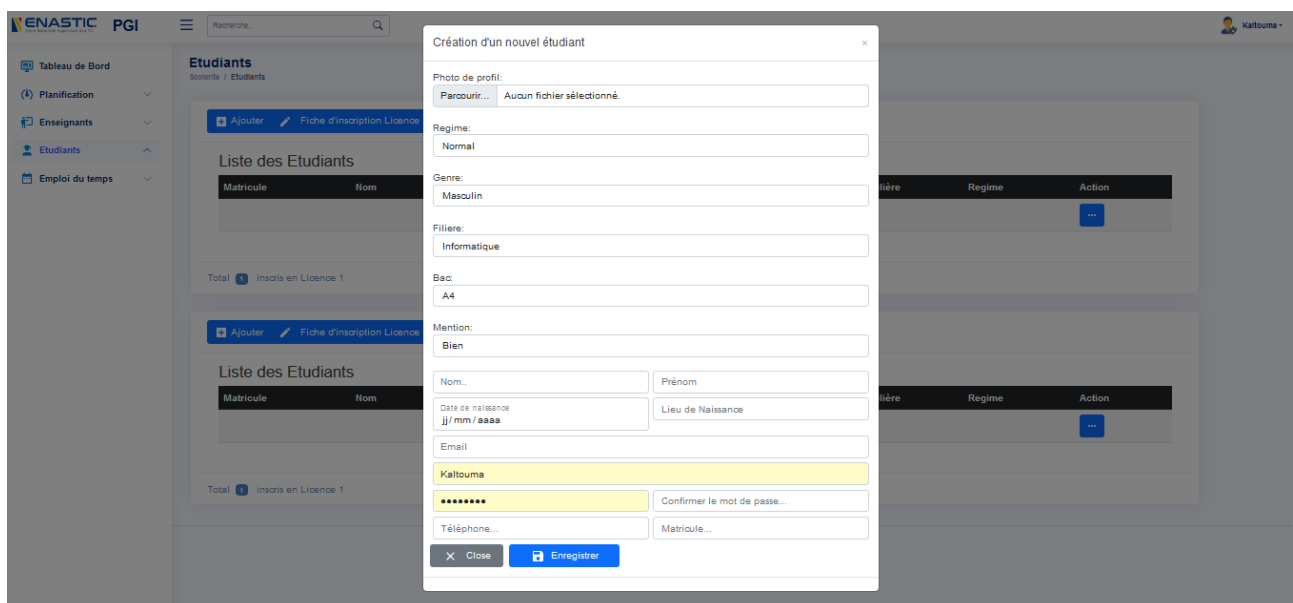 ENASTIC PGI
Recherche...
Kaltouma
Tableau de Bord
Planification
Enseignants
Etudiants
Emploi du temps
Etudiants
Scolarité / Etudiants
Ajouter Fiche d'inscription Licence
Liste des Etudiants
Matricule Nom lière Regime Action
Total 1 inscris en Licence 1
Ajouter Fiche d'inscription Licence
Liste des Etudiants
Matricule Nom lière Regime Action
Total 1 inscris en Licence 1
Création d'un nouvel étudiant ×
Photo de profil:
Parcourir... Aucun fichier sélectionné.
Regime:
Normal
Genre:
Masculin
Filiere:
Informatique
Bac:
A4
Mention:
Bien
Nom.. Prénom
Date de naissance
jj/mm/aaaa Lieu de Naissance
Email
Kaltouma
•••••••• Confirmer le mot de passe...
Téléphone... Matricule...
Close Enregistrer